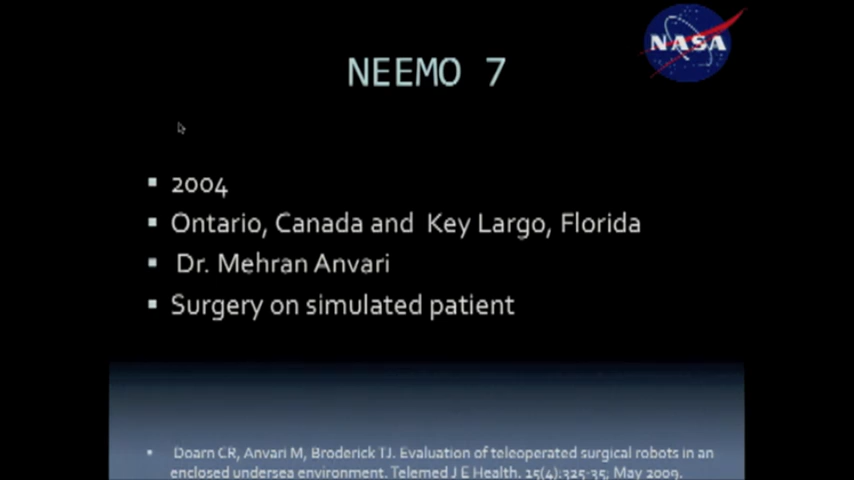 NASA
NEEMO 7
2004
Ontario, Canada and Key Largo, Florida
Dr. Mehran Anvari
Surgery on simulated patient
Doarn CR, Anvari M, Broderick TJ. Evaluation of teleoperated surgical robots in an
enclosed undersea environment. Telemed J E Health. 15(4):325-35; May 2009.